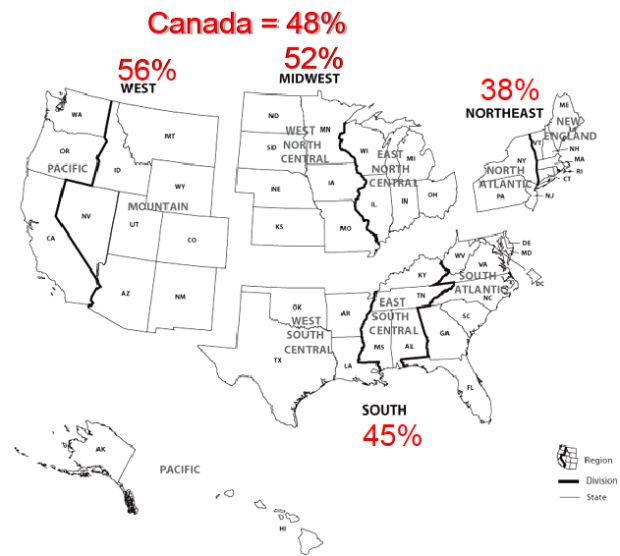 Canada = 48%
56%
WEST
52%
MIDWEST
38%
NORTHEAST
WA
OR
PACIFIC
CA
NV
ID
MT
WY
MOUNTAIN
UT
CO
AZ
NM
ND
SD
NE
KS
MN
WEST
NORTH
CENTRAL
IA
MO
WI
MI
EAST
NORTH
CENTRAL
IL
IN
OH
ME
NEW
ENGLAND
VT
NH
MA
RI
CT
NY
NORTH
ATLANTIC
PA
NJ
DE
MD
DC
WV
VA
SOUTH
ATLANTIC
NC
SC
GA
FL
KY
TN
EAST
SOUTH
CENTRAL
MS
AL
OK
AR
WEST
SOUTH
CENTRAL
TX
LA
SOUTH
45%
AK
PACIFIC
HI
Region
Division
State